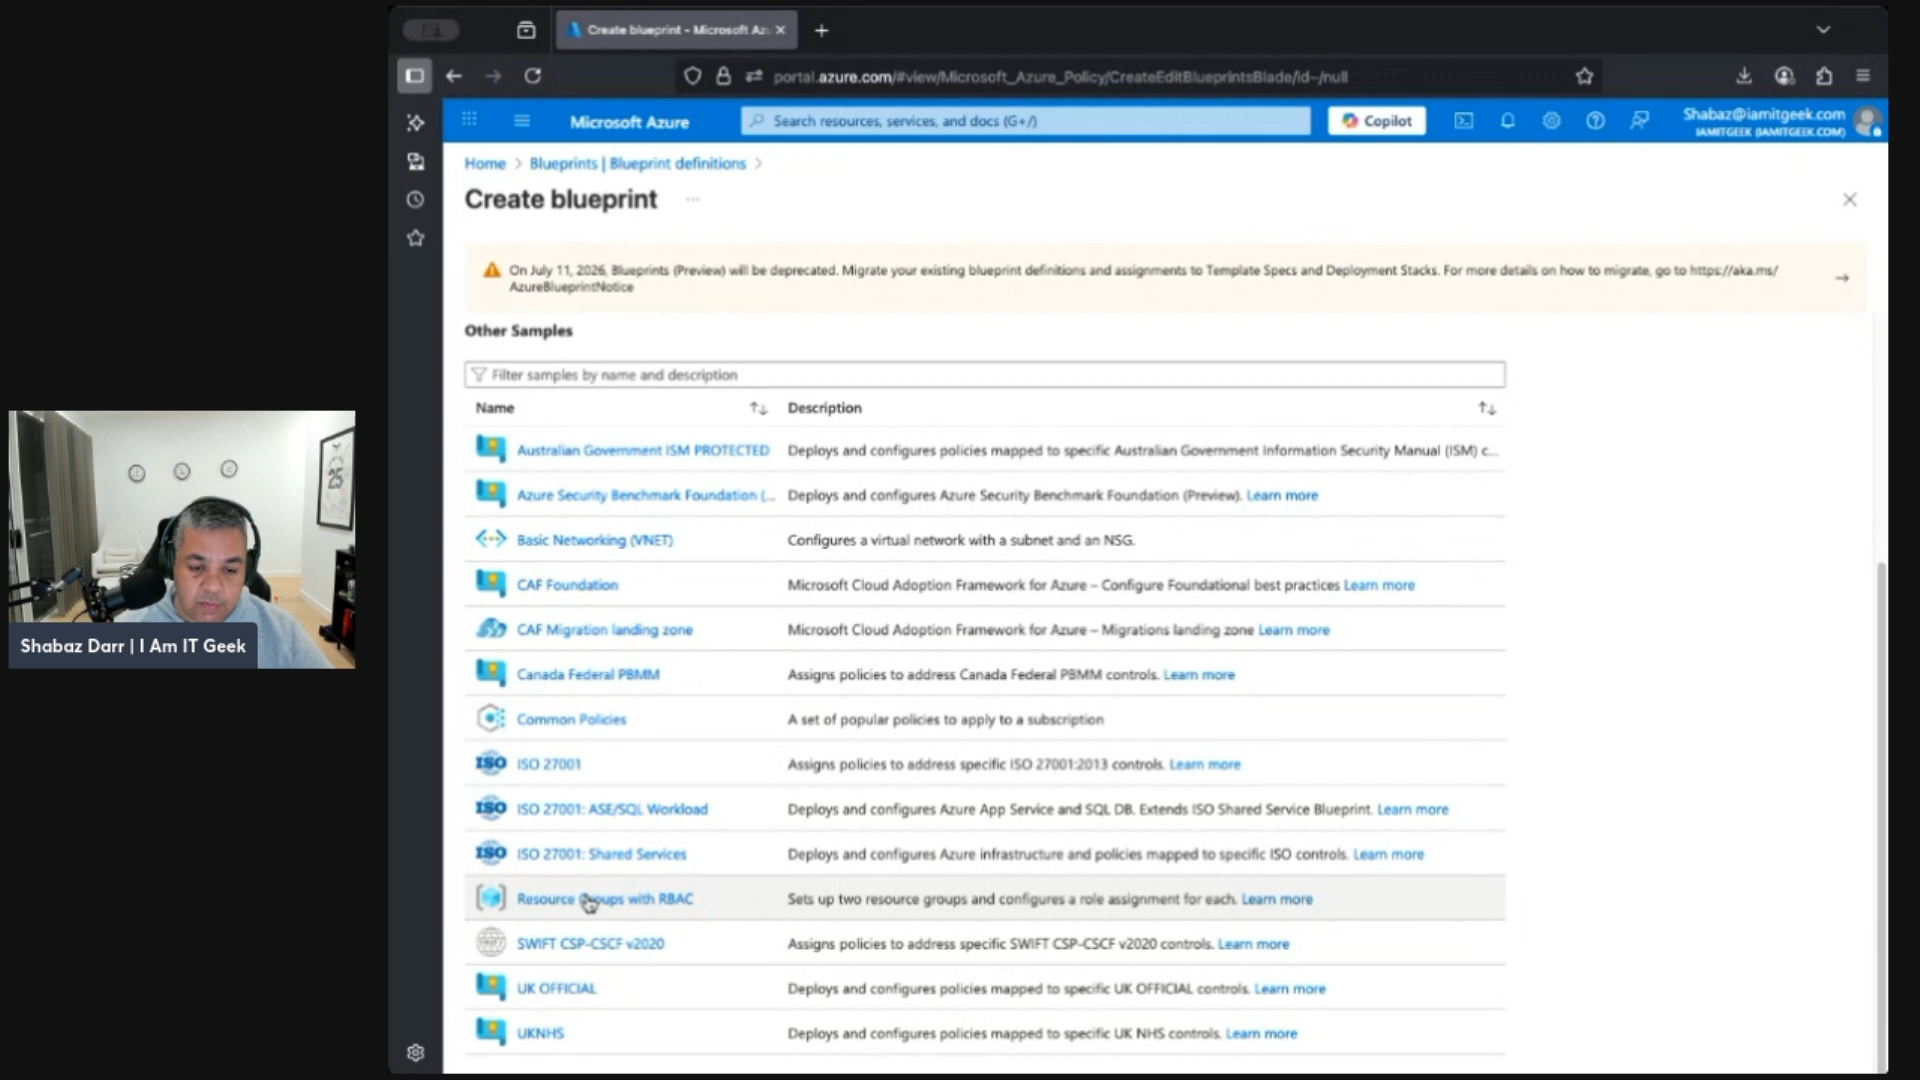 Create blueprint - Microsoft Az
portal.azure.com/#view/Microsoft_Azure_Policy/CreateEditBlueprintsBlade/id~/null
Microsoft Azure
Search resources, services, and docs (G+/)
Copilot
Shabaz@iamitgeek.com
IAMITGEEK (IAMITGEEK.COM)
Home > Blueprints | Blueprint definitions >
Create blueprint
On July 11, 2026, Blueprints (Preview) will be deprecated. Migrate your existing blueprint definitions and assignments to Template Specs and Deployment Stacks. For more details on how to migrate, go to https://aka.ms/
AzureBlueprintNotice
Other Samples
Filter samples by name and description
Name Description
Australian Government ISM PROTECTED Deploys and configures policies mapped to specific Australian Government Information Security Manual (ISM) c...
Azure Security Benchmark Foundation (... Deploys and configures Azure Security Benchmark Foundation (Preview). Learn more
Basic Networking (VNET) Configures a virtual network with a subnet and an NSG.
CAF Foundation Microsoft Cloud Adoption Framework for Azure – Configure Foundational best practices Learn more
CAF Migration landing zone Microsoft Cloud Adoption Framework for Azure – Migrations landing zone Learn more
Canada Federal PBMM Assigns policies to address Canada Federal PBMM controls. Learn more
Common Policies A set of popular policies to apply to a subscription
ISO ISO 27001 Assigns policies to address specific ISO 27001:2013 controls. Learn more
ISO ISO 27001: ASE/SQL Workload Deploys and configures Azure App Service and SQL DB. Extends ISO Shared Service Blueprint. Learn more
ISO ISO 27001: Shared Services Deploys and configures Azure infrastructure and policies mapped to specific ISO controls. Learn more
Resource Groups with RBAC Sets up two resource groups and configures a role assignment for each. Learn more
SWIFT CSP-CSCF v2020 Assigns policies to address specific SWIFT CSP-CSCF v2020 controls. Learn more
UK OFFICIAL Deploys and configures policies mapped to specific UK OFFICIAL controls. Learn more
UKNHS Deploys and configures policies mapped to specific UK NHS controls. Learn more
25
Shabaz Darr | I Am IT Geek